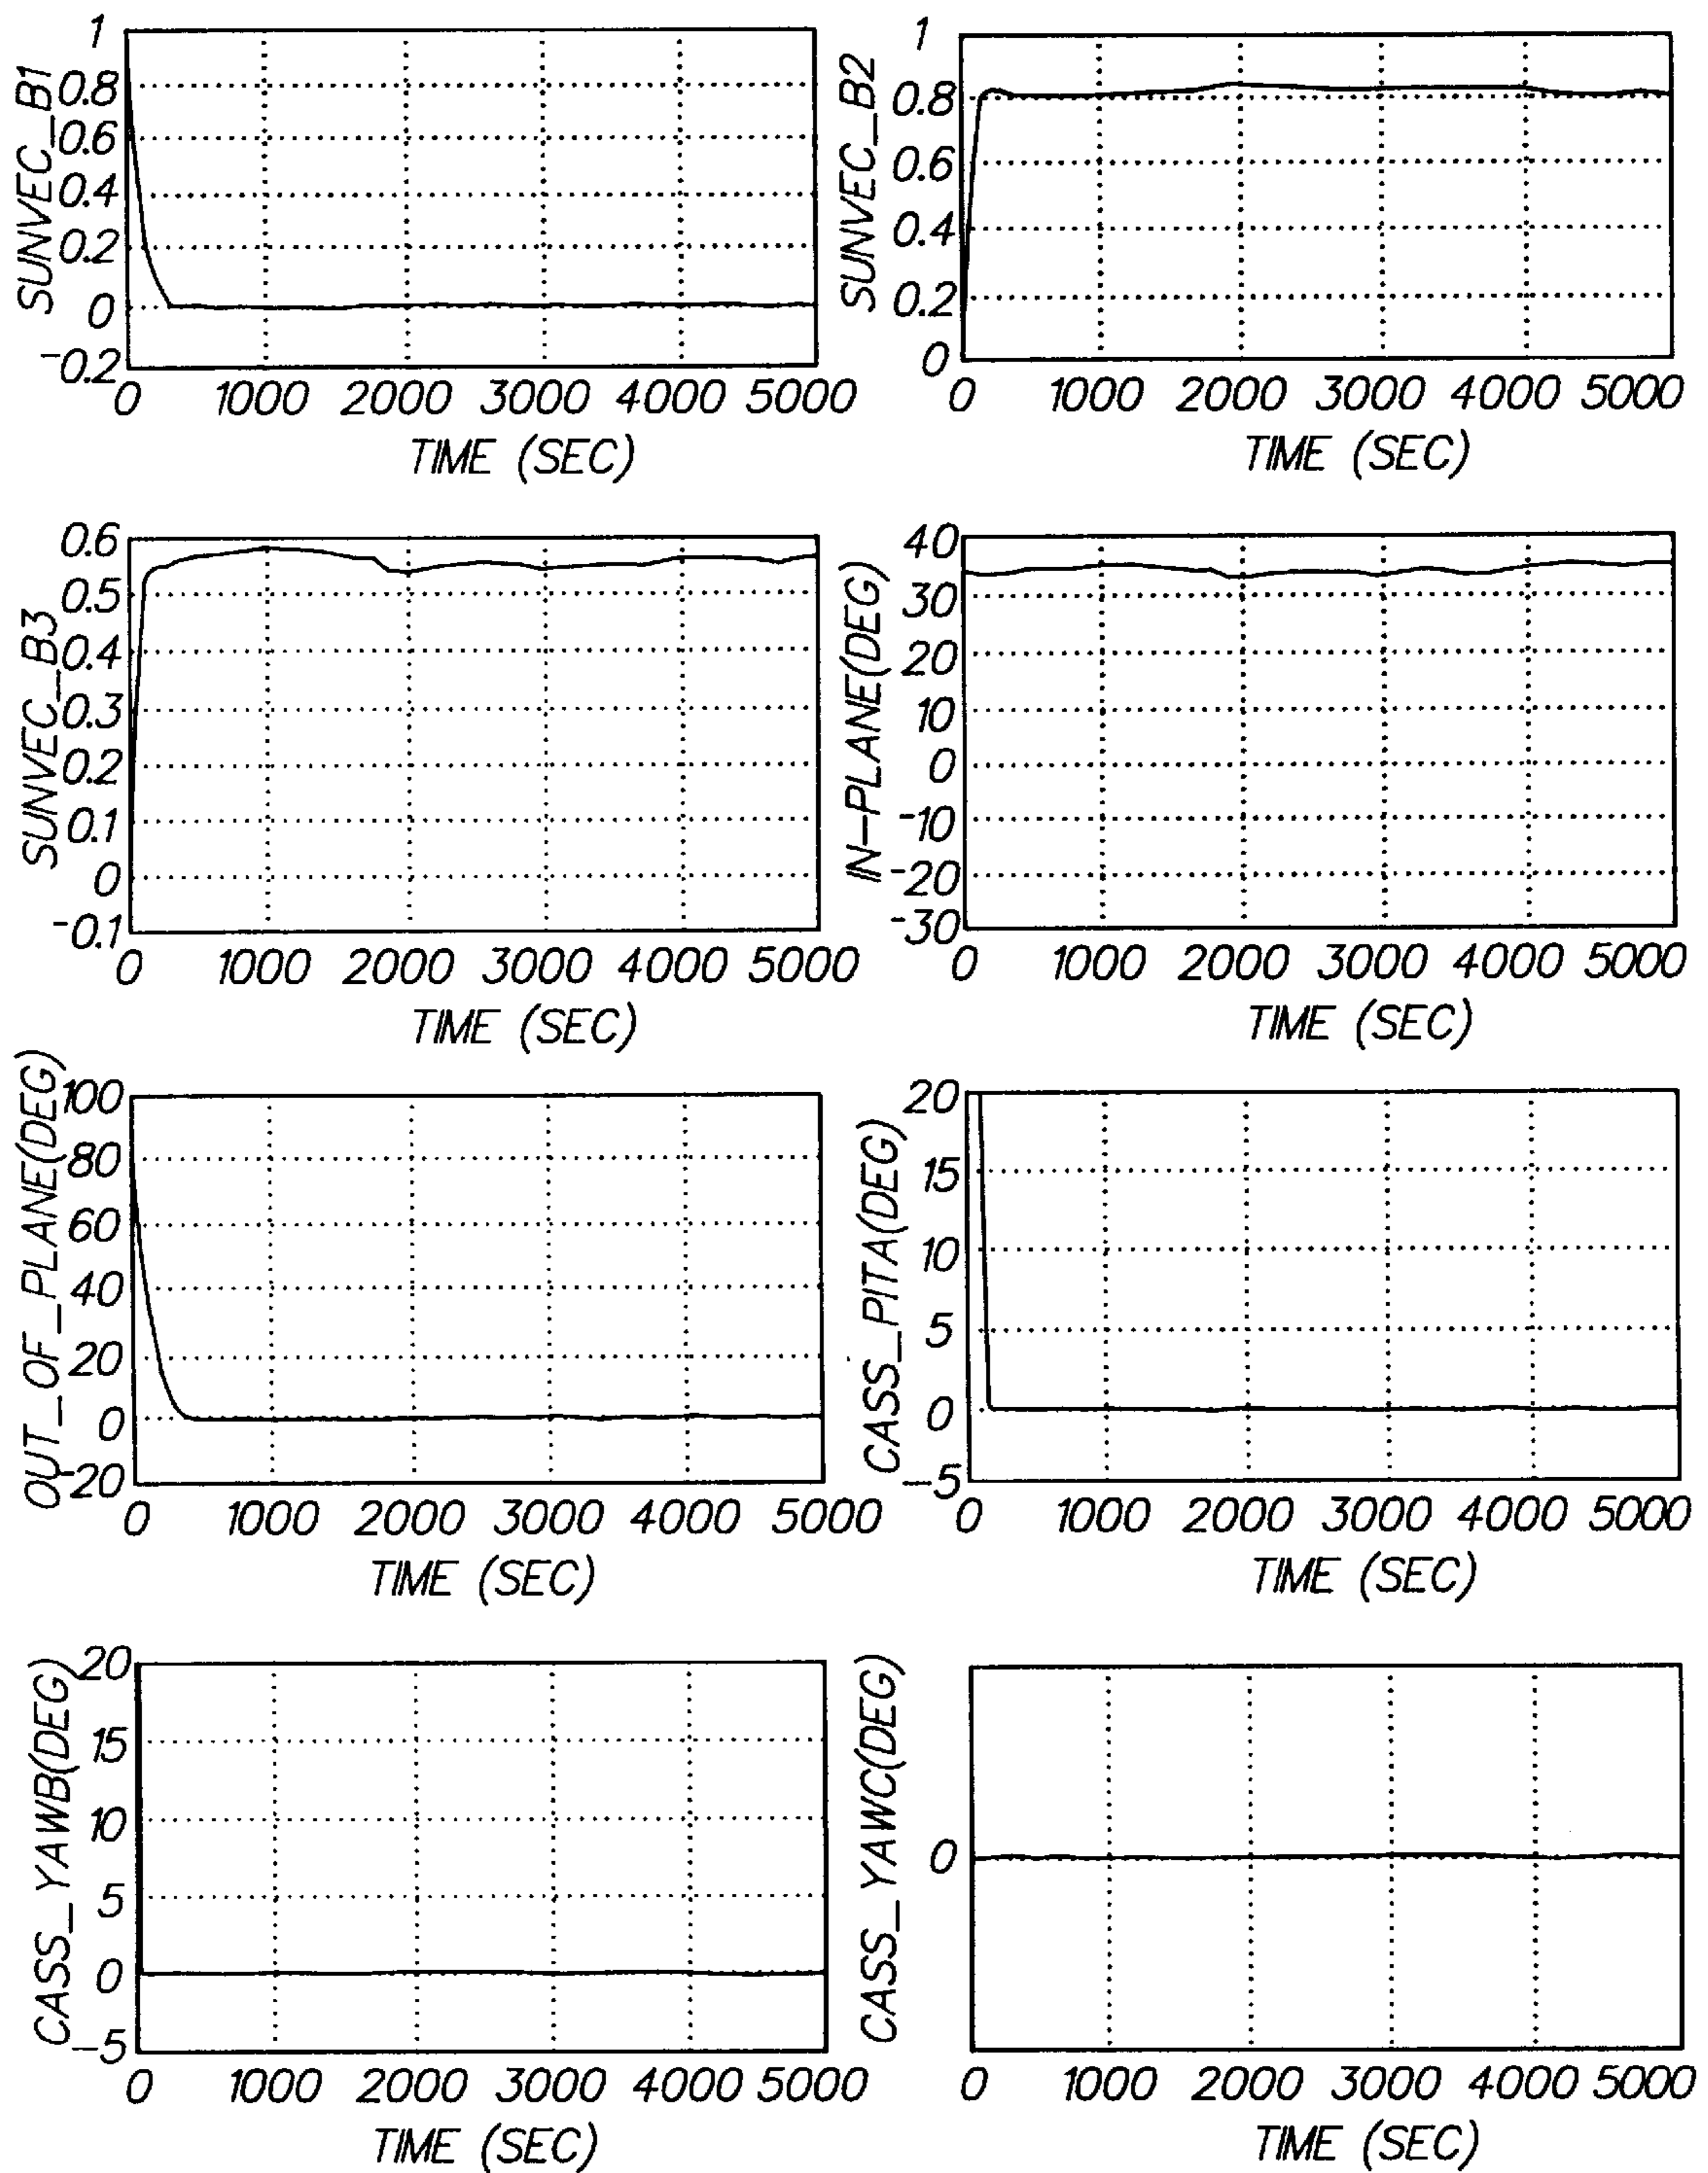 SUNVEC_B1
1
0.8
0.6
0.4
0.2
0
-0.2
0 1000 2000 3000 4000 5000
TIME (SEC)
SUNVEC_B2
1
0.8
0.6
0.4
0.2
0
0 1000 2000 3000 4000 5000
TIME (SEC)
SUNVEC_B3
0.6
0.5
0.4
0.3
0.2
0.1
0
-0.1
0 1000 2000 3000 4000 5000
TIME (SEC)
IN-PLANE(DEG)
40
30
20
10
0
-10
-20
-30
0 1000 2000 3000 4000 5000
TIME (SEC)
OUT_OF_PLANE(DEG)
100
80
60
40
20
0
-20
0 1000 2000 3000 4000 5000
TIME (SEC)
CASS_PITA(DEG)
20
15
10
5
0
-5
0 1000 2000 3000 4000 5000
TIME (SEC)
CASS_YAWB(DEG)
20
15
10
5
0
-5
0 1000 2000 3000 4000 5000
TIME (SEC)
CASS_YAWC(DEG)
0
0 1000 2000 3000 4000 5000
TIME (SEC)